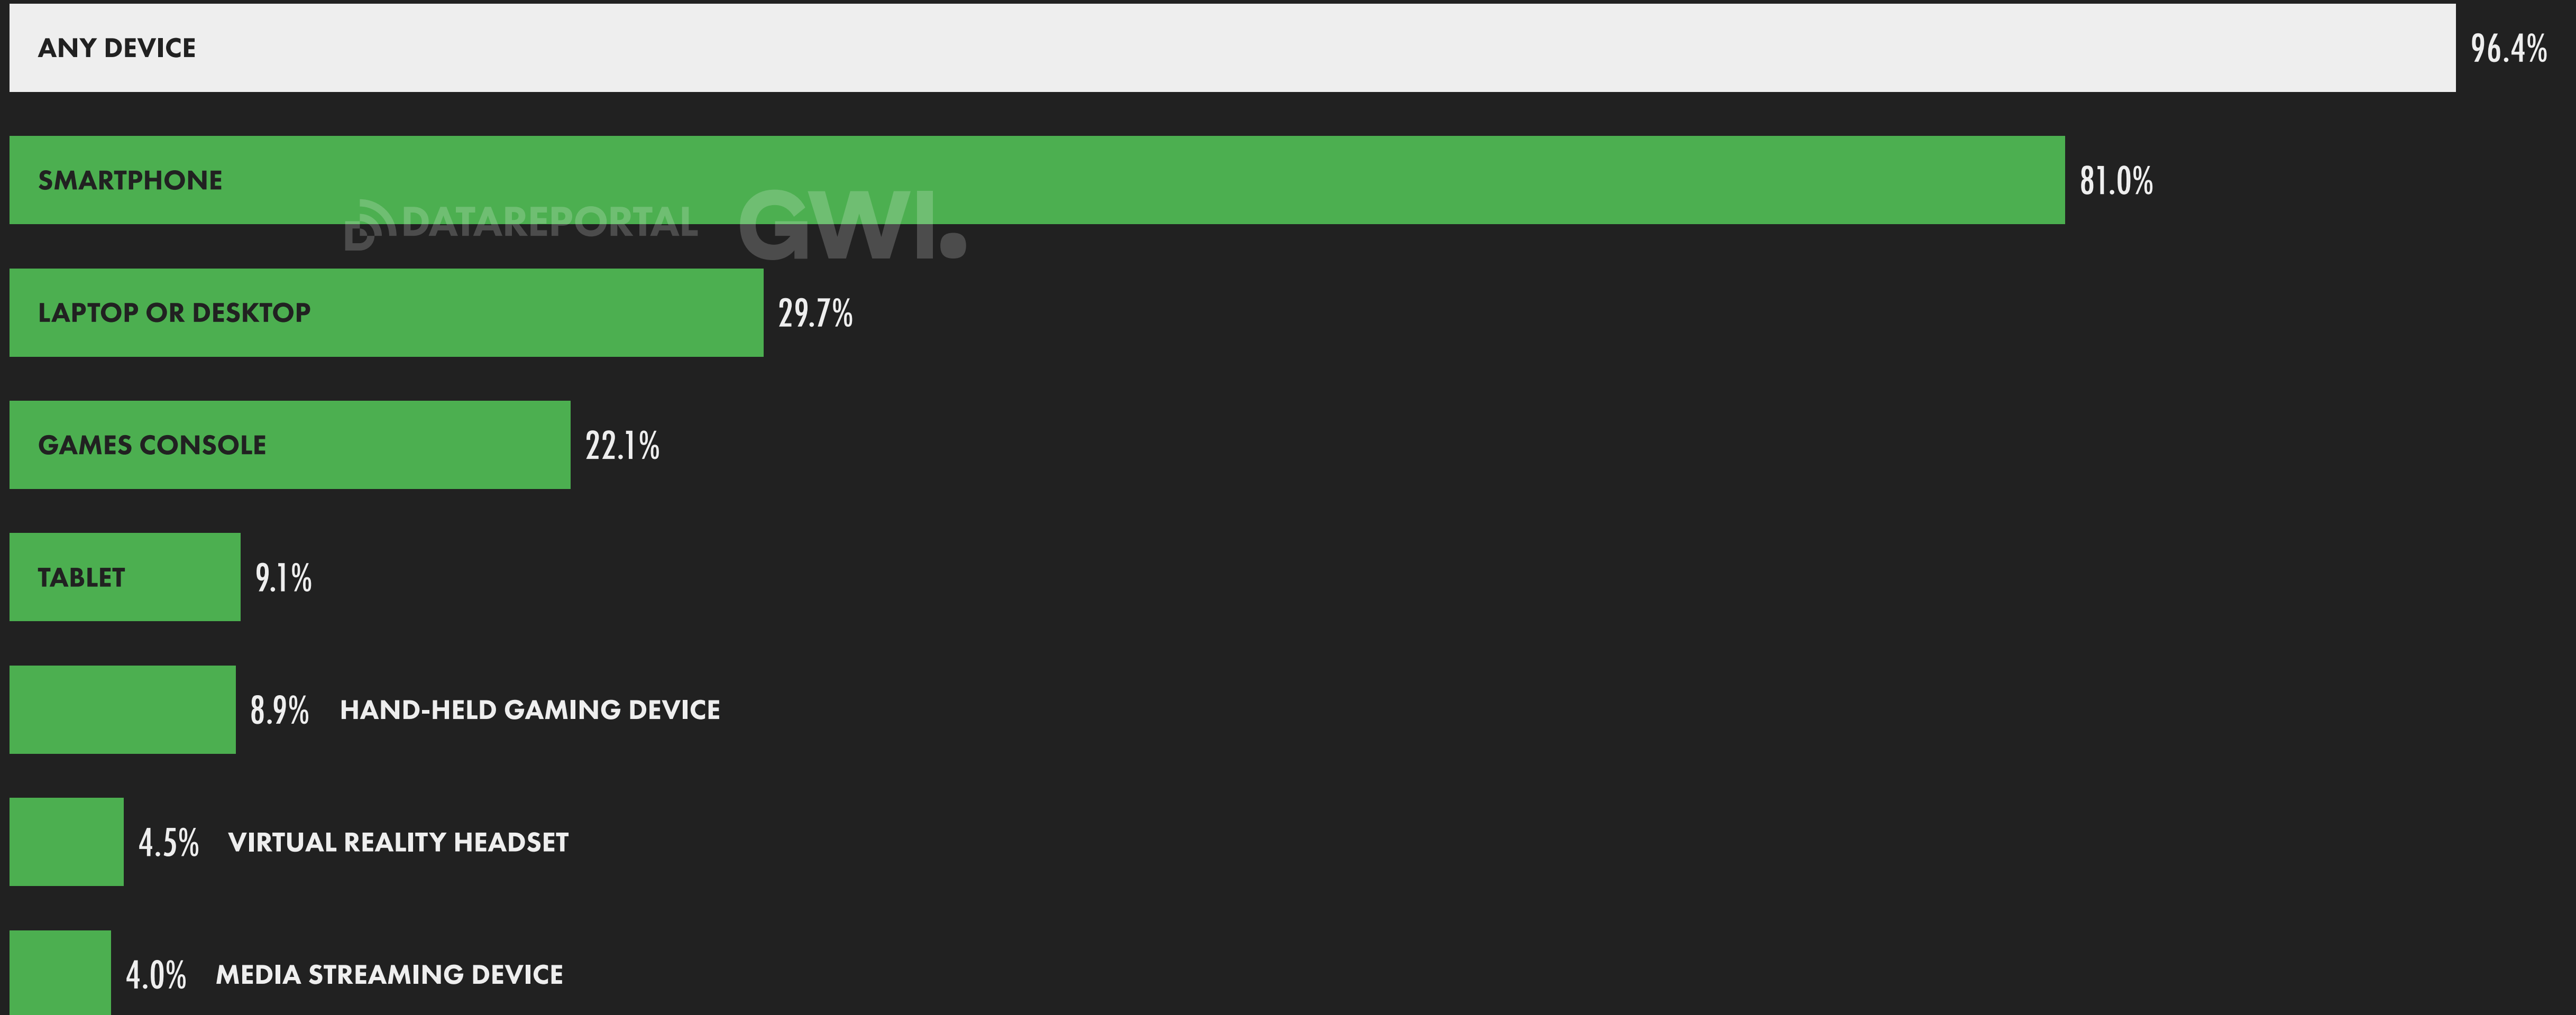 ANY DEVICE 96.4%
SMARTPHONE 81.0%
DATAREPORTAL GWI.
LAPTOP OR DESKTOP 29.7%
GAMES CONSOLE 22.1%
TABLET 9.1%
8.9% HAND-HELD GAMING DEVICE
4.5% VIRTUAL REALITY HEADSET
4.0% MEDIA STREAMING DEVICE